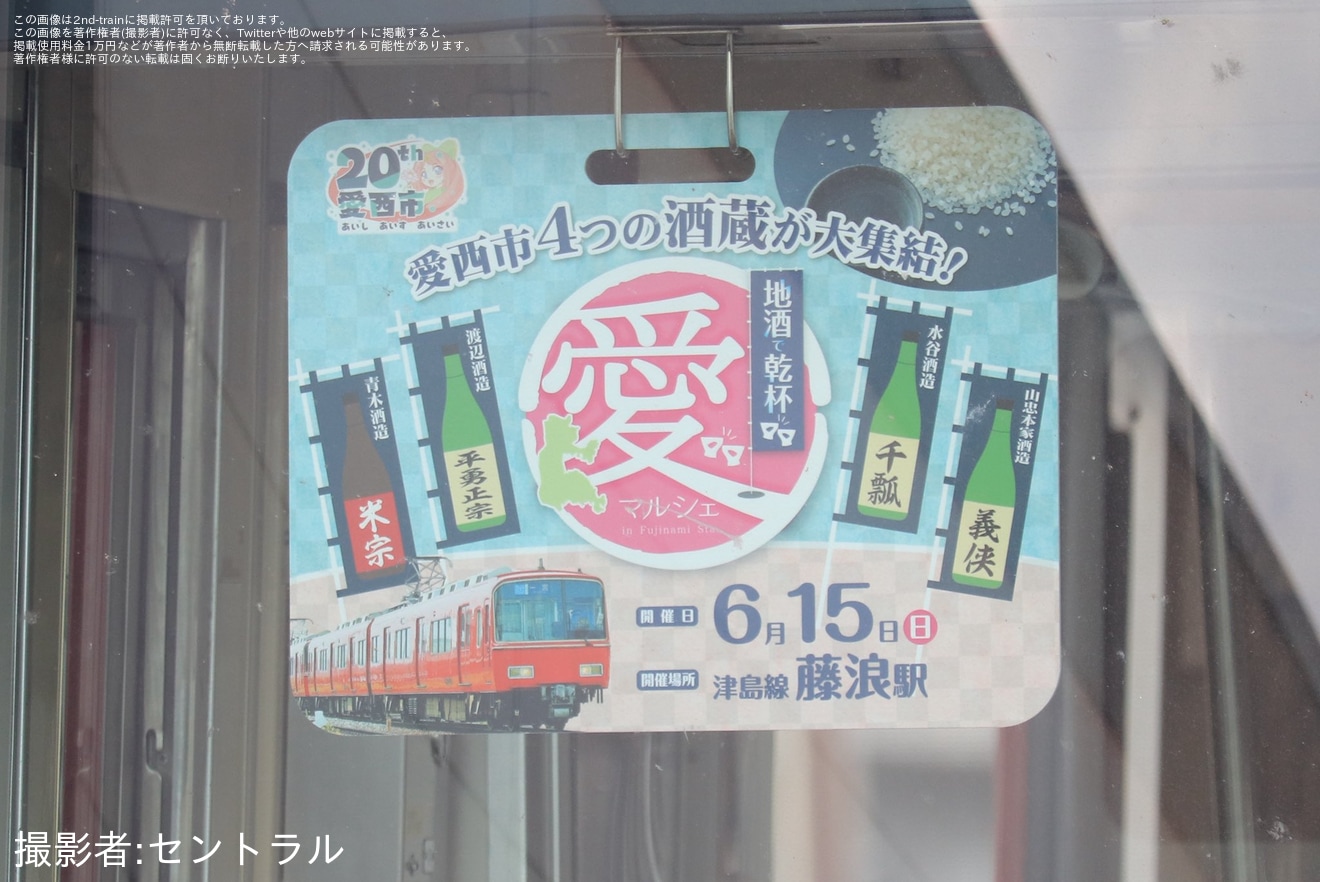 この画像は2nd-trainに掲載許可を頂いております。
この画像を著作権者(撮影者)に許可なく、Twitterや他のwebサイトに掲載すると、
掲載使用料金1万円などが著作者から無断転載した方へ請求される可能性があります。
著作権者様に許可のない転載は固くお断りいたします。
20th
愛西市
あいし あいす あいさい
愛西市4つの酒蔵が大集結!
地酒で乾杯
愛
マルシェ
in Fujinami
青木酒造
米宗
渡辺酒造
平勇正宗
水谷酒造
千瓢
山忠本家酒造
義侠
開催日 6月15日日
開催場所 津島線 藤浪駅
撮影者:セントラル